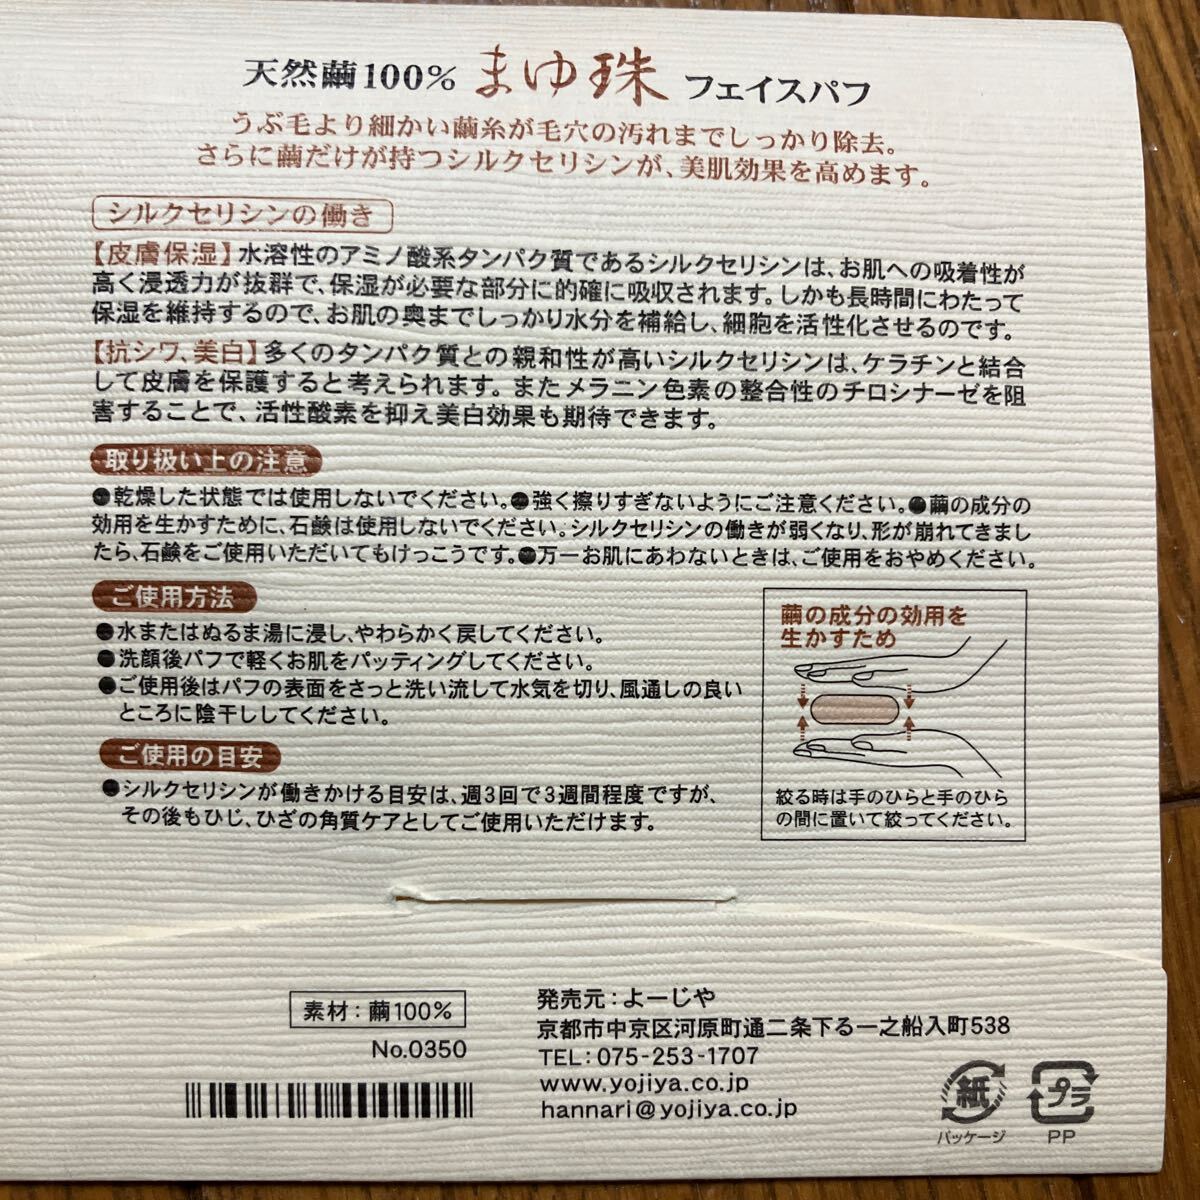 天然繭100% まゆ珠 フェイスパフ
うぶ毛より細かい繭糸が毛穴の汚れまでしっかり除去。
さらに繭だけが持つシルクセリシンが、美肌効果を高めます。
シルクセリシンの働き
【皮膚保湿】水溶性のアミノ酸系タンパク質であるシルクセリシンは、お肌への吸着性が
高く浸透力が抜群で、保湿が必要な部分に的確に吸収されます。しかも長時間にわたって
保湿を維持するので、お肌の奥までしっかり水分を補給し、細胞を活性化させるのです。
【抗シワ、美白】多くのタンパク質との親和性が高いシルクセリシンは、ケラチンと結合
して皮膚を保護すると考えられます。またメラニン色素の整合性のチロシナーゼを阻
害することで、活性酸素を抑え美白効果も期待できます。
取り扱い上の注意
●乾燥した状態では使用しないでください。●強く擦りすぎないようにご注意ください。●繭の成分の
効用を生かすために、石鹸は使用しないでください。シルクセリシンの働きが弱くなり、形が崩れてきまし
たら、石鹸をご使用いただいてもけっこうです。●万一お肌にあわないときは、ご使用をおやめください。
ご使用方法
●水またはぬるま湯に浸し、やわらかく戻してください。
●洗顔後パフで軽くお肌をパッティングしてください。
●ご使用後はパフの表面をさっと洗い流して水気を切り、風通しの良い
ところに陰干ししてください。
ご使用の目安
●シルクセリシンが働きかける目安は、週3回で3週間程度ですが、
その後もひじ、ひざの角質ケアとしてご使用いただけます。
繭の成分の効用を
生かすため
絞る時は手のひらと手のひら
の間に置いて絞ってください。
素材：繭100%
No.0350
発売元：よーじや
京都市中京区河原町通二条下る一之船入町538
TEL：075-253-1707
www.yojiya.co.jp
hannari@yojiya.co.jp
紙
パッケージ
プラ
PP